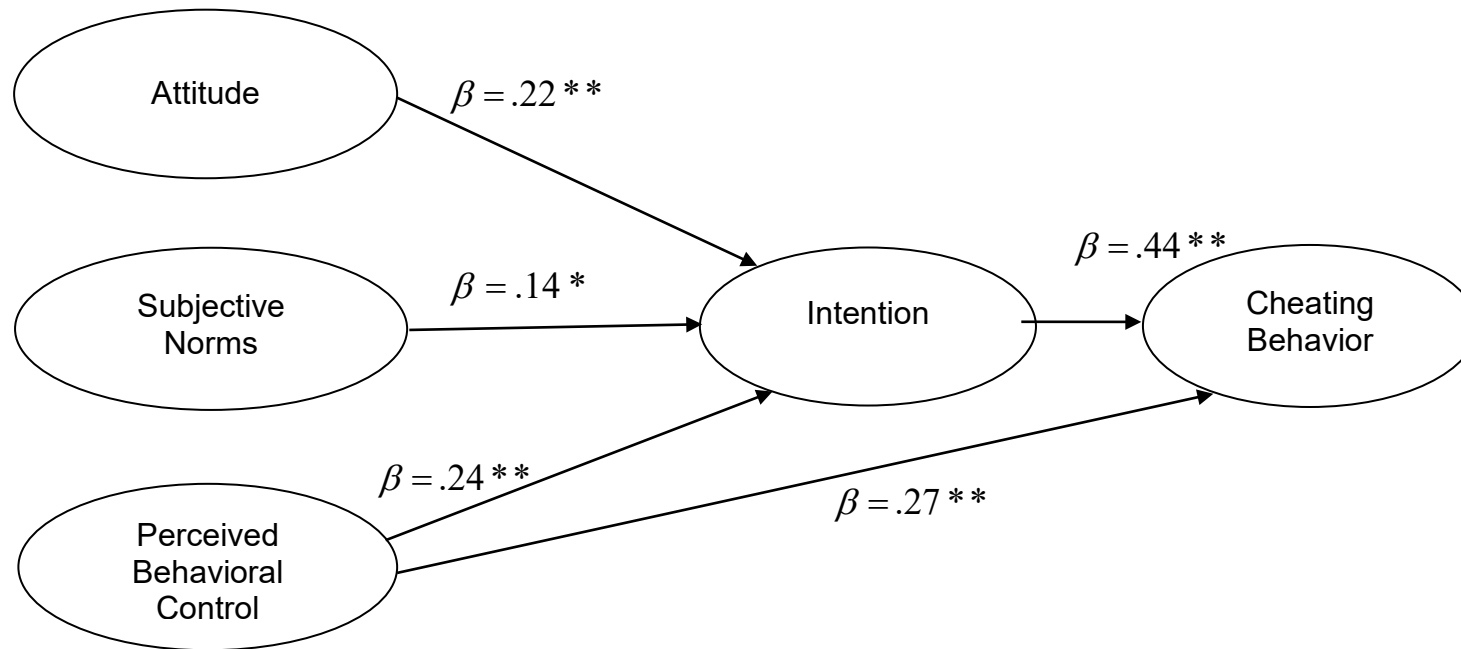 Attitude
β = .22 **
Subjective
Norms
β = .14 *
Intention
β = .44 **
Cheating
Behavior
Perceived
Behavioral
Control
β = .24 **
β = .27 **